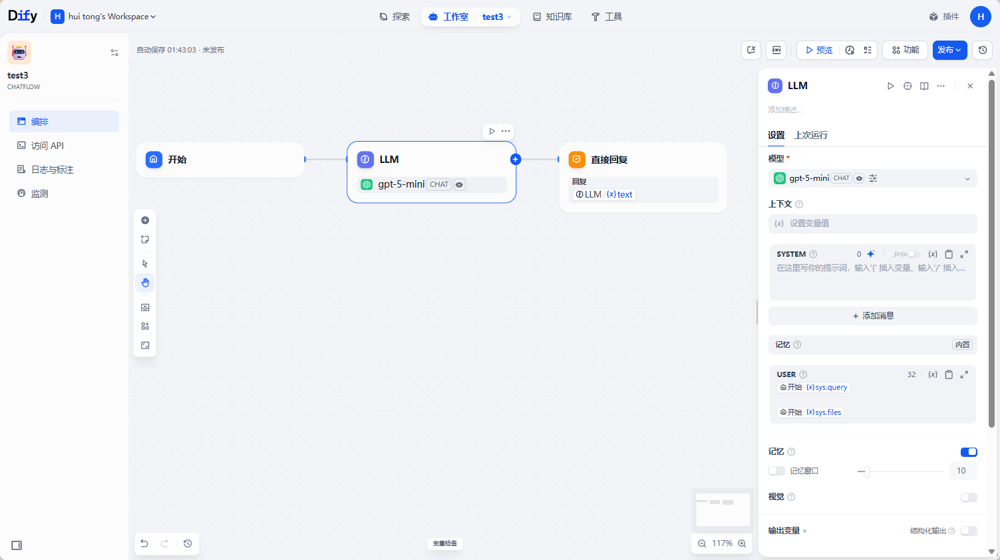 Dify
H hui tong's Workspace
探索
工作室 / test3
知识库
工具
插件
H
test3
CHATFLOW
编排
访问 API
日志与标注
监测
自动保存 01:43:03 · 未发布
ENV
预览
功能
发布
开始
LLM
gpt-5-mini CHAT
直接回复
回复
LLM / {x} text
变量检查
117%
LLM
添加描述...
设置
上次运行
模型 *
gpt-5-mini CHAT
上下文
{x} 设置变量值
SYSTEM
0
Jinja
{x}
在这里写你的提示词，输入'{' 插入变量、输入'/' 插入...
+ 添加消息
记忆
内置
USER
32
{x}
开始 / {x} sys.query
开始 / {x} sys.files
记忆
记忆窗口
10
视觉
输出变量
结构化输出